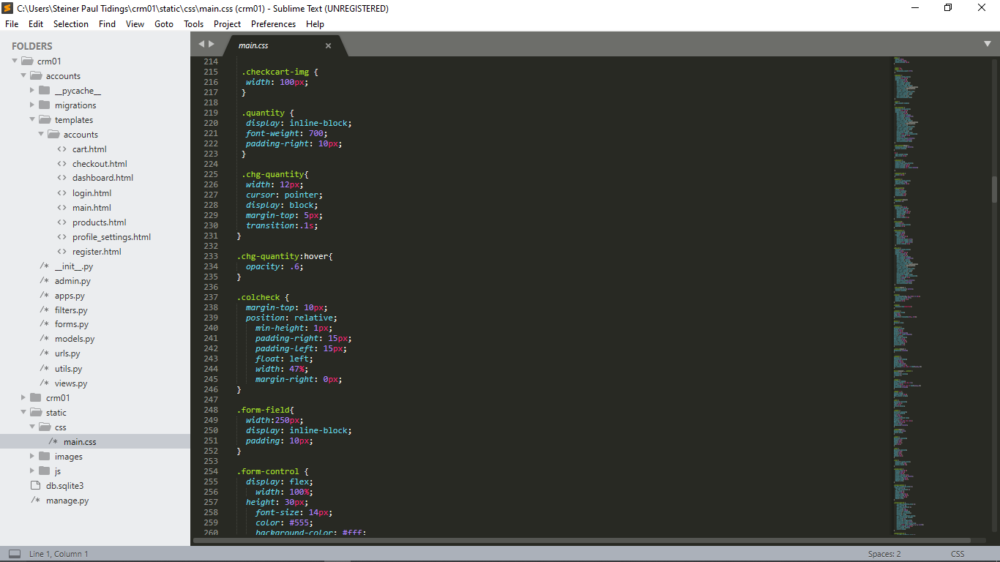 C:\Users\Steiner Paul Tidings\crm01\static\css\main.css (crm01) - Sublime Text (UNREGISTERED)
File Edit Selection Find View Goto Tools Project Preferences Help
FOLDERS
crm01
accounts
__pycache__
migrations
templates
accounts
<> cart.html
<> checkout.html
<> dashboard.html
<> login.html
<> main.html
<> products.html
<> profile_settings.html
<> register.html
/* __init__.py
/* admin.py
/* apps.py
/* filters.py
/* forms.py
/* models.py
/* urls.py
/* utils.py
/* views.py
crm01
static
css
/* main.css
images
js
db.sqlite3
/* manage.py
main.css ×
214
215 .checkcart-img {
216 width: 100px;
217 }
218
219 .quantity {
220 display: inline-block;
221 font-weight: 700;
222 padding-right: 10px;
223 }
224
225 .chg-quantity{
226 width: 12px;
227 cursor: pointer;
228 display: block;
229 margin-top: 5px;
230 transition:.1s;
231 }
232
233 .chg-quantity:hover{
234 opacity: .6;
235 }
236
237 .colcheck {
238 margin-top: 10px;
239 position: relative;
240 min-height: 1px;
241 padding-right: 15px;
242 padding-left: 15px;
243 float: left;
244 width: 47%;
245 margin-right: 0px;
246 }
247
248 .form-field{
249 width:250px;
250 display: inline-block;
251 padding: 10px;
252 }
253
254 .form-control {
255 display: flex;
256 width: 100%;
257 height: 30px;
258 font-size: 14px;
259 color: #555;
260 background-color: #fff;
Line 1, Column 1 Spaces: 2 CSS